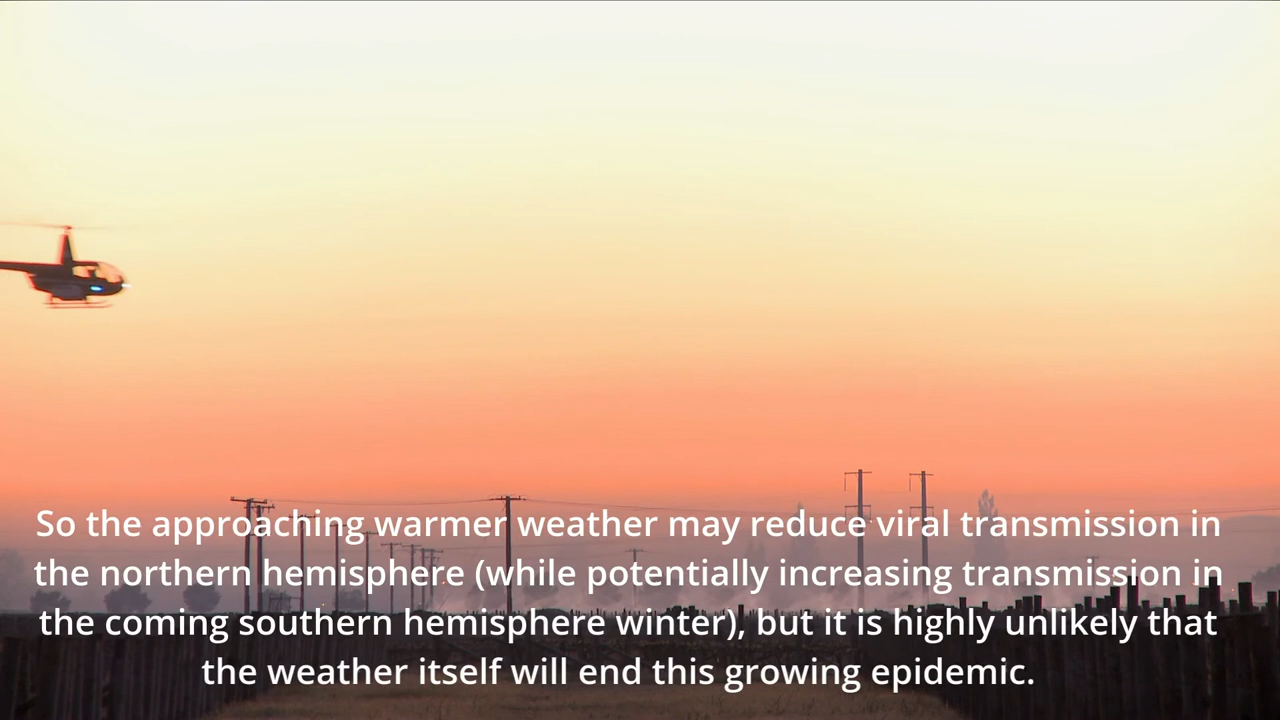 So the approaching warmer weather may reduce viral transmission in
the northern hemisphere (while potentially increasing transmission in
the coming southern hemisphere winter), but it is highly unlikely that
the weather itself will end this growing epidemic.